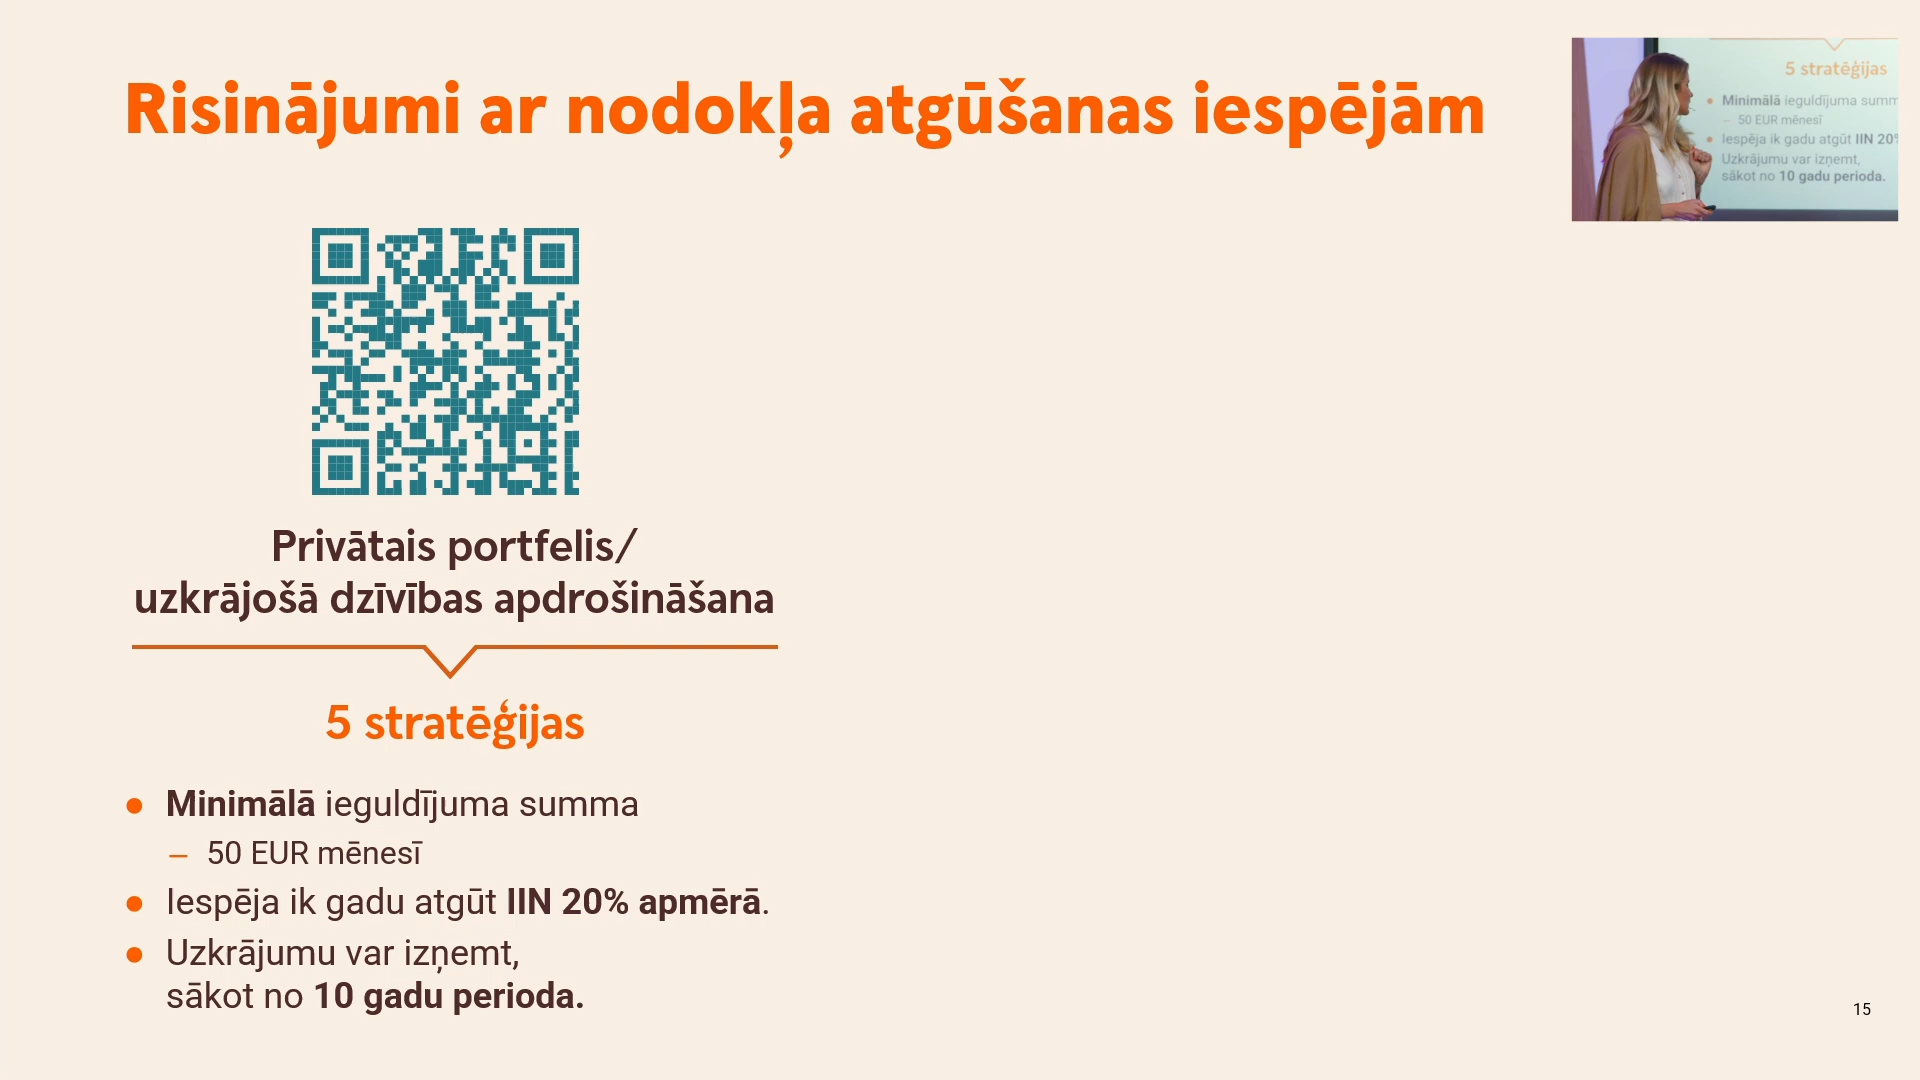 Risinājumi ar nodokļa atgūšanas iespējām
5 stratēģijas
• Minimālā ieguldījuma summ
– 50 EUR mēnesī
• Iespēja ik gadu atgūt IIN 20%
Uzkrājumu var izņemt,
sākot no 10 gadu perioda.
Privātais portfelis/
uzkrājošā dzīvības apdrošināšana
5 stratēģijas
• Minimālā ieguldījuma summa
– 50 EUR mēnesī
• Iespēja ik gadu atgūt IIN 20% apmērā.
• Uzkrājumu var izņemt,
sākot no 10 gadu perioda.
15